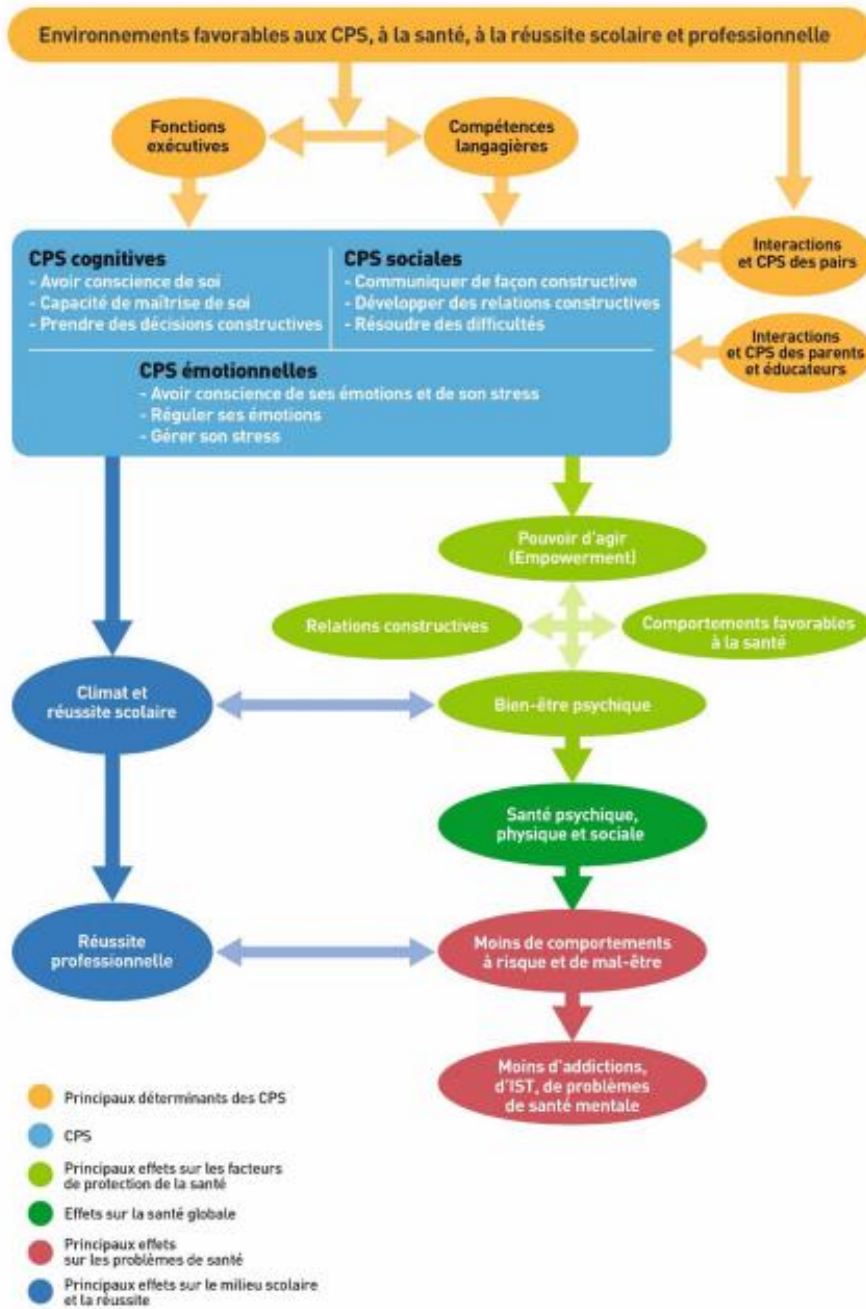 Environnements favorables aux CPS, à la santé, à la réussite scolaire et professionnelle
Fonctions
exécutives
Compétences
langagières
CPS cognitives
- Avoir conscience de soi
- Capacité de maîtrise de soi
- Prendre des décisions constructives
CPS sociales
- Communiquer de façon constructive
- Développer des relations constructives
- Résoudre des difficultés
Interactions
et CPS des pairs
CPS émotionnelles
- Avoir conscience de ses émotions et de son stress
- Réguler ses émotions
- Gérer son stress
Interactions
et CPS des parents
et éducateurs
Pouvoir d'agir
(Empowerment)
Relations constructives
Comportements favorables
à la santé
Climat et
réussite scolaire
Bien-être psychique
Santé psychique,
physique et sociale
Réussite
professionnelle
Moins de comportements
à risque et de mal-être
Moins d'addictions,
d'IST, de problèmes
de santé mentale
Principaux déterminants des CPS
CPS
Principaux effets sur les facteurs
de protection de la santé
Effets sur la santé globale
Principaux effets
sur les problèmes de santé
Principaux effets sur le milieu scolaire
et la réussite